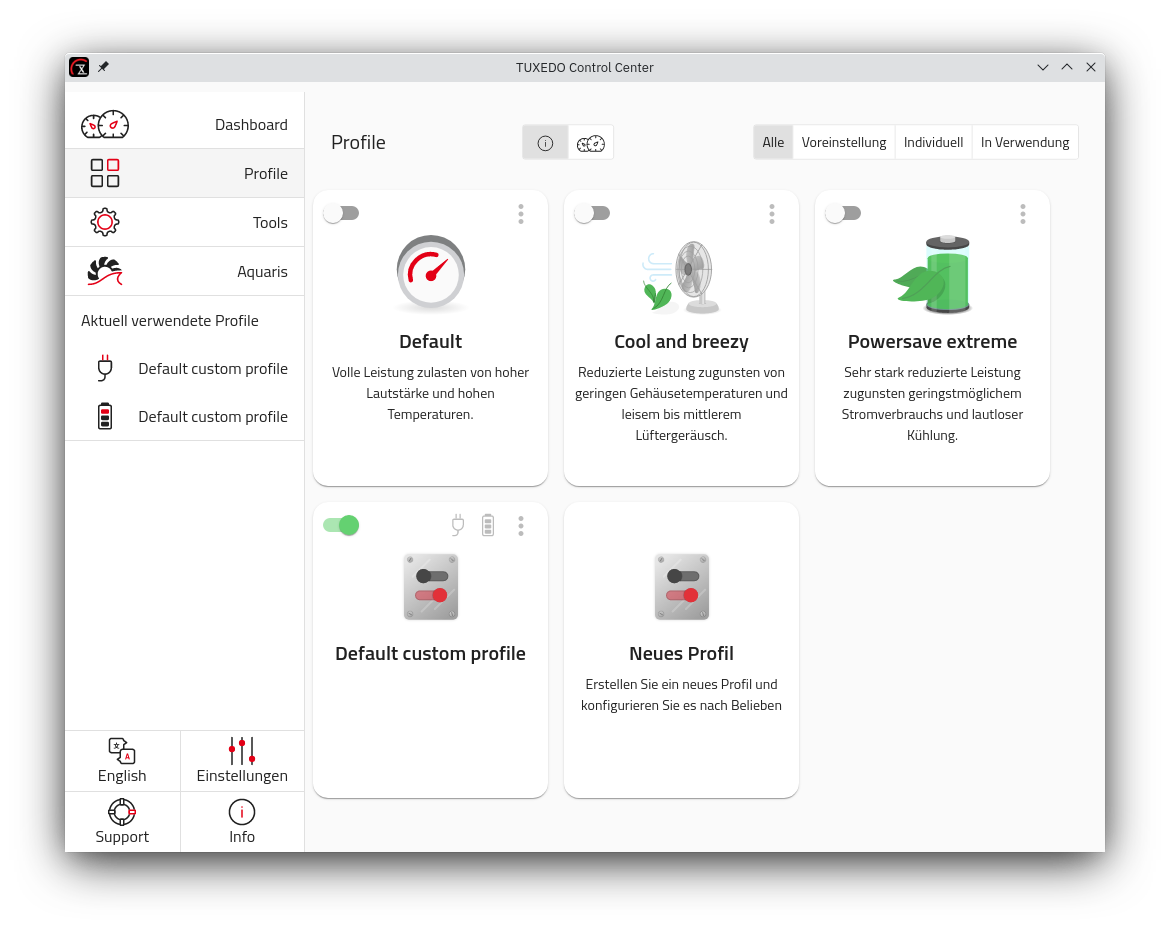 TUXEDO Control Center
Dashboard
Profile
Tools
Aquaris
Aktuell verwendete Profile
Default custom profile
Default custom profile
English
Einstellungen
Support
Info
Profile
Alle
Voreinstellung
Individuell
In Verwendung
Default
Volle Leistung zulasten von hoher
Lautstärke und hohen
Temperaturen.
Cool and breezy
Reduzierte Leistung zugunsten von
geringen Gehäusetemperaturen und
leisem bis mittlerem
Lüftergeräusch.
Powersave extreme
Sehr stark reduzierte Leistung
zugunsten geringstmöglichem
Stromverbrauchs und lautloser
Kühlung.
Default custom profile
Neues Profil
Erstellen Sie ein neues Profil und
konfigurieren Sie es nach Belieben